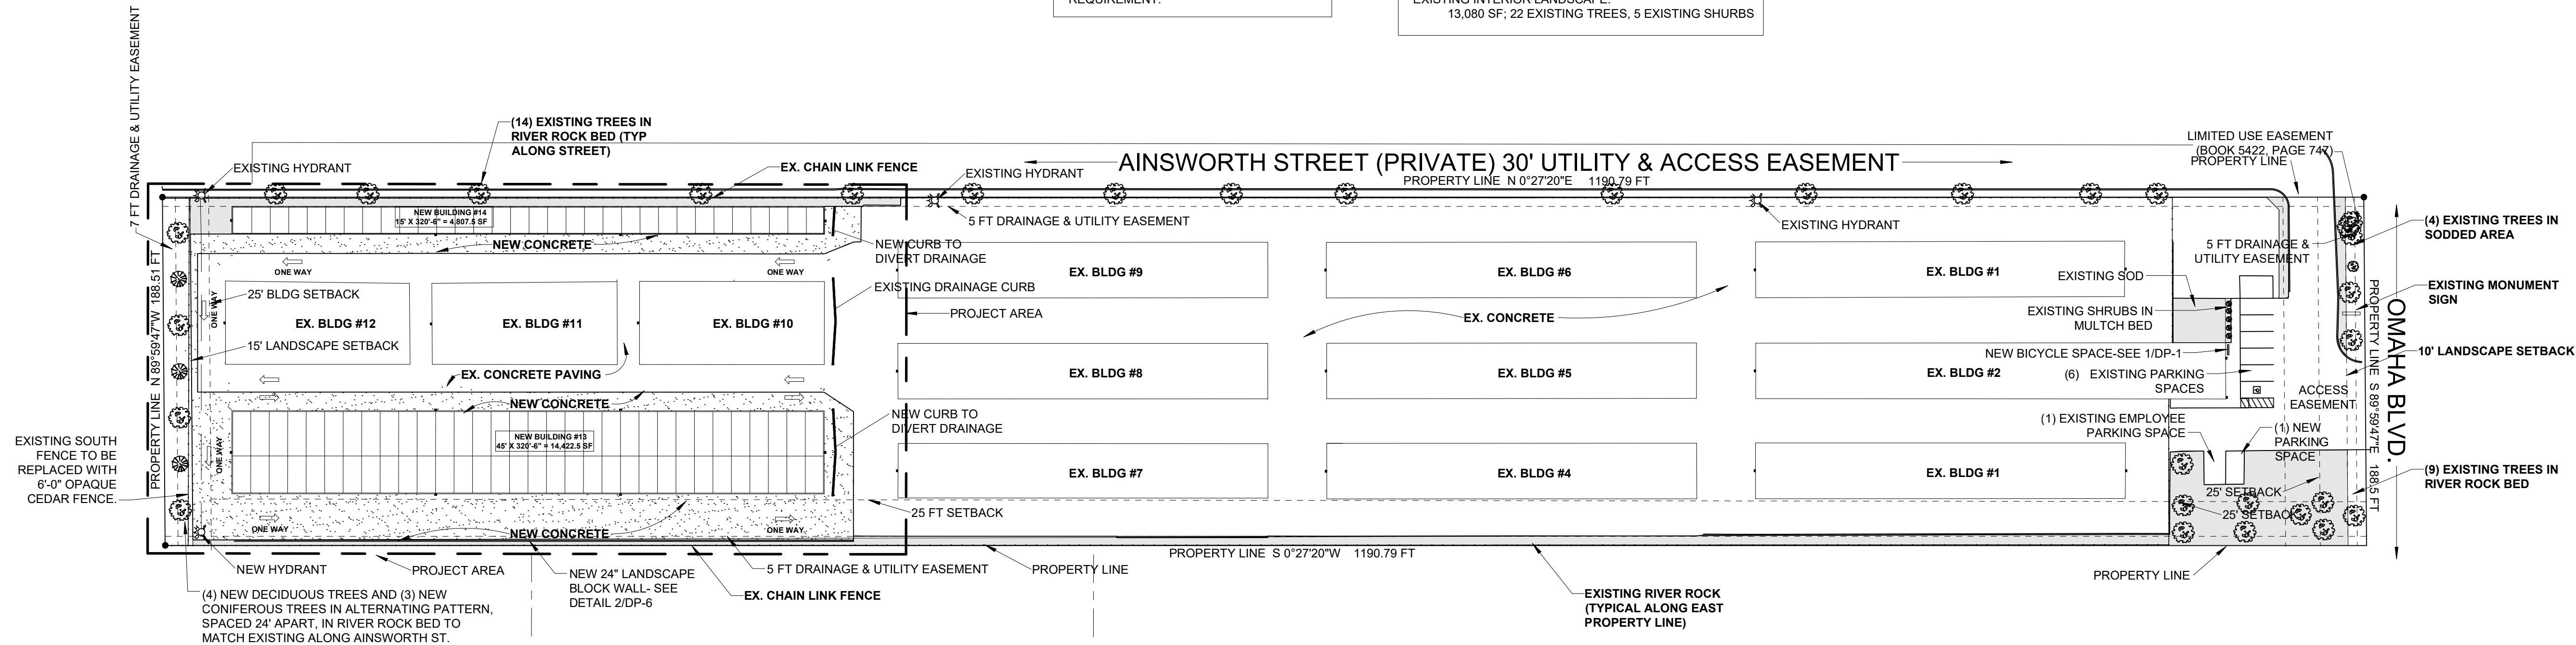 REQUIREMENT.
EXISTING INTERIOR LANDSCAPE:
13,080 SF; 22 EXISTING TREES, 5 EXISTING SHURBS
7 FT DRAINAGE & UTILITY EASEMENT
(14) EXISTING TREES IN
RIVER ROCK BED (TYP
ALONG STREET)
EXISTING HYDRANT
EX. CHAIN LINK FENCE
EXISTING HYDRANT
AINSWORTH STREET (PRIVATE) 30' UTILITY & ACCESS EASEMENT
PROPERTY LINE N 0°27'20"E 1190.79 FT
LIMITED USE EASEMENT
(BOOK 5422, PAGE 747)
PROPERTY LINE
NEW BUILDING #14
15' X 320'-6" = 4,807.5 SF
5 FT DRAINAGE & UTILITY EASEMENT
EXISTING HYDRANT
(4) EXISTING TREES IN
SODDED AREA
NEW CONCRETE
NEW CURB TO
DIVERT DRAINAGE
5 FT DRAINAGE &
UTILITY EASEMENT
ONE WAY
ONE WAY
EX. BLDG #9
EX. BLDG #6
EX. BLDG #1
EXISTING SOD
EXISTING DRAINAGE CURB
EXISTING MONUMENT
SIGN
25' BLDG SETBACK
ONE WAY
PROPERTY LINE N 89°59'47"W 188.51 FT
PROJECT AREA
EX. CONCRETE
EXISTING SHRUBS IN
MULTCH BED
EX. BLDG #12
EX. BLDG #11
EX. BLDG #10
15' LANDSCAPE SETBACK
NEW BICYCLE SPACE-SEE 1/DP-1
10' LANDSCAPE SETBACK
EX. CONCRETE PAVING
EX. BLDG #8
EX. BLDG #5
EX. BLDG #2
(6) EXISTING PARKING
SPACES
ACCESS
EASEMENT
PROPERTY LINE S 89°59'47"E 188.5 FT
OMAHA BLVD.
NEW CONCRETE
NEW CURB TO
DIVERT DRAINAGE
(1) EXISTING EMPLOYEE
PARKING SPACE
(1) NEW
PARKING
SPACE
EXISTING SOUTH
FENCE TO BE
REPLACED WITH
6'-0" OPAQUE
CEDAR FENCE.
ONE WAY
NEW BUILDING #13
45' X 320'-6" = 14,422.5 SF
EX. BLDG #7
EX. BLDG #4
EX. BLDG #1
(9) EXISTING TREES IN
RIVER ROCK BED
25' SETBACK
25' SETBACK
25 FT SETBACK
ONE WAY
NEW CONCRETE
ONE WAY
PROPERTY LINE S 0°27'20"W 1190.79 FT
NEW HYDRANT
PROJECT AREA
NEW 24" LANDSCAPE
BLOCK WALL- SEE
DETAIL 2/DP-6
5 FT DRAINAGE & UTILITY EASEMENT
PROPERTY LINE
PROPERTY LINE
EX. CHAIN LINK FENCE
(4) NEW DECIDUOUS TREES AND (3) NEW
CONIFEROUS TREES IN ALTERNATING PATTERN,
SPACED 24' APART, IN RIVER ROCK BED TO
MATCH EXISTING ALONG AINSWORTH ST.
EXISTING RIVER ROCK
(TYPICAL ALONG EAST
PROPERTY LINE)